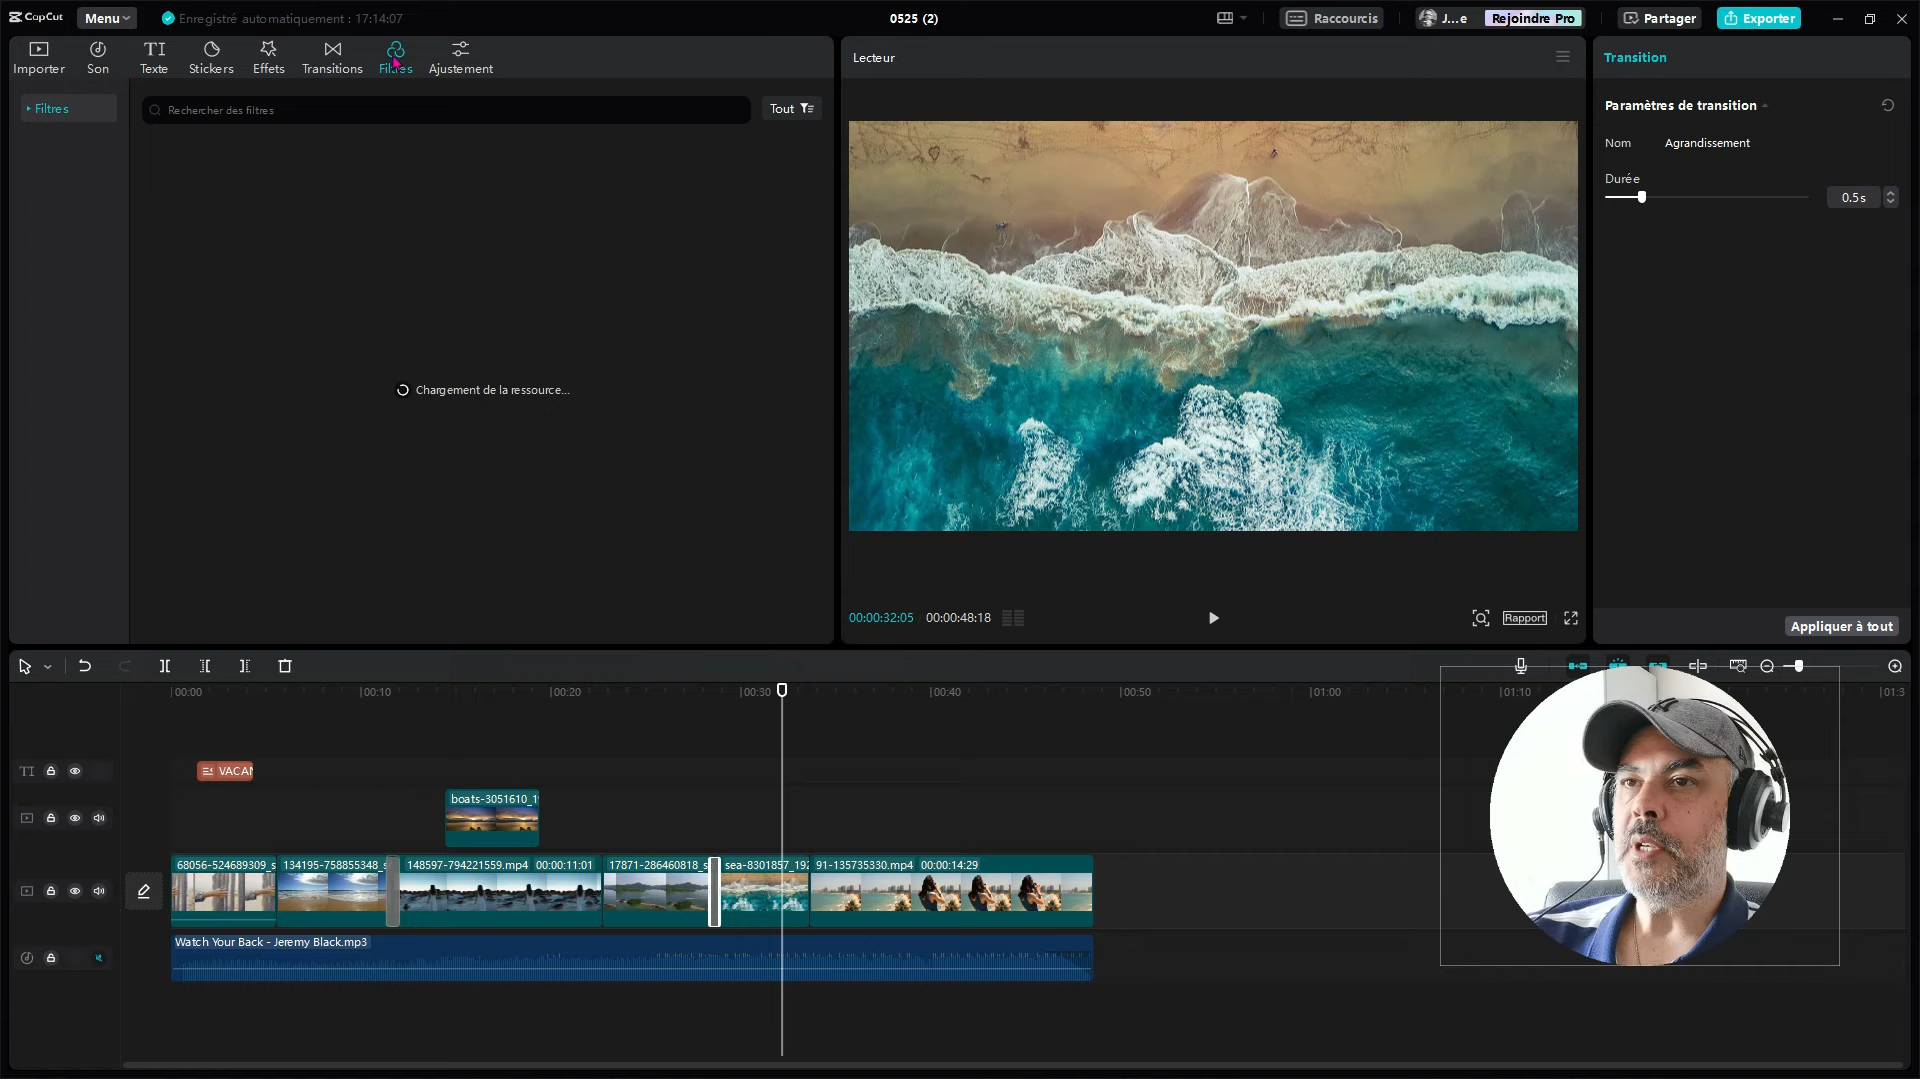 CapCut
Menu
Enregistré automatiquement : 17:14:07
0525 (2)
Raccourcis
J...e
Rejoindre Pro
Partager
Exporter
Importer
Son
Texte
Stickers
Effets
Transitions
Filtres
Ajustement
Lecteur
Transition
Filtres
Rechercher des filtres
Tout
Paramètres de transition
Nom
Agrandissement
Durée
0.5s
Chargement de la ressource...
00:00:32:05
00:00:48:18
Rapport
Appliquer à tout
00:00
00:10
00:20
00:30
00:40
00:50
01:00
01:10
01:3
TI
VACAN
boats-3051610_1
68056-524689309_s
134195-758855348_s
148597-794221559.mp4 00:00:11:01
17871-286460818_s
sea-8301857_192
91-135735330.mp4 00:00:14:29
Watch Your Back - Jeremy Black.mp3